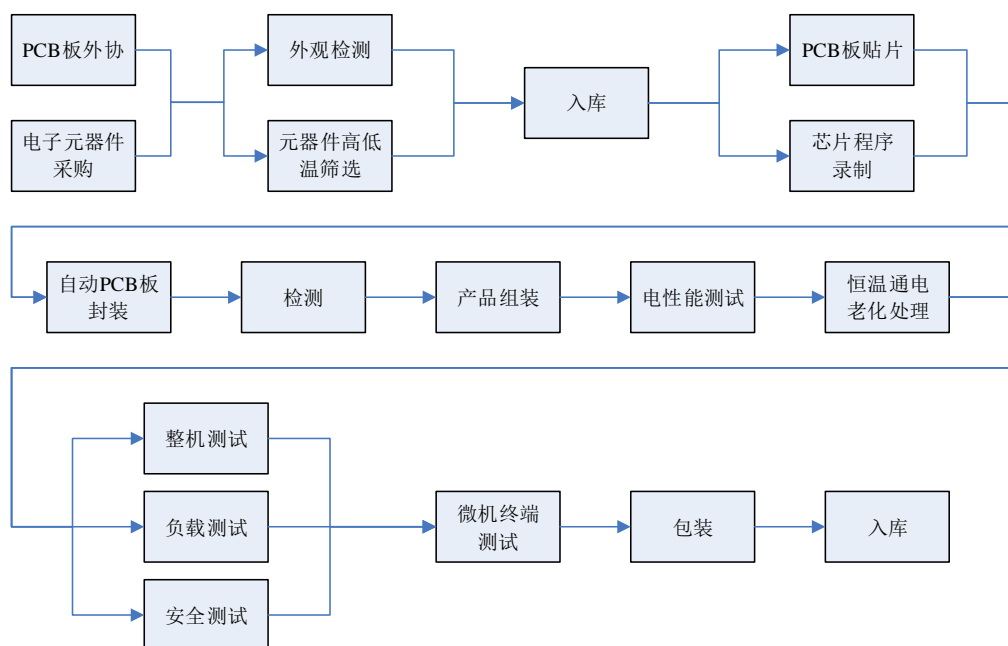 PCB板外协
外观检测
入库
PCB板贴片
电子元器件
采购
元器件高低
温筛选
芯片程序
录制
自动PCB板
封装
检测
产品组装
电性能测试
恒温通电
老化处理
整机测试
负载测试
微机终端
测试
包装
入库
安全测试